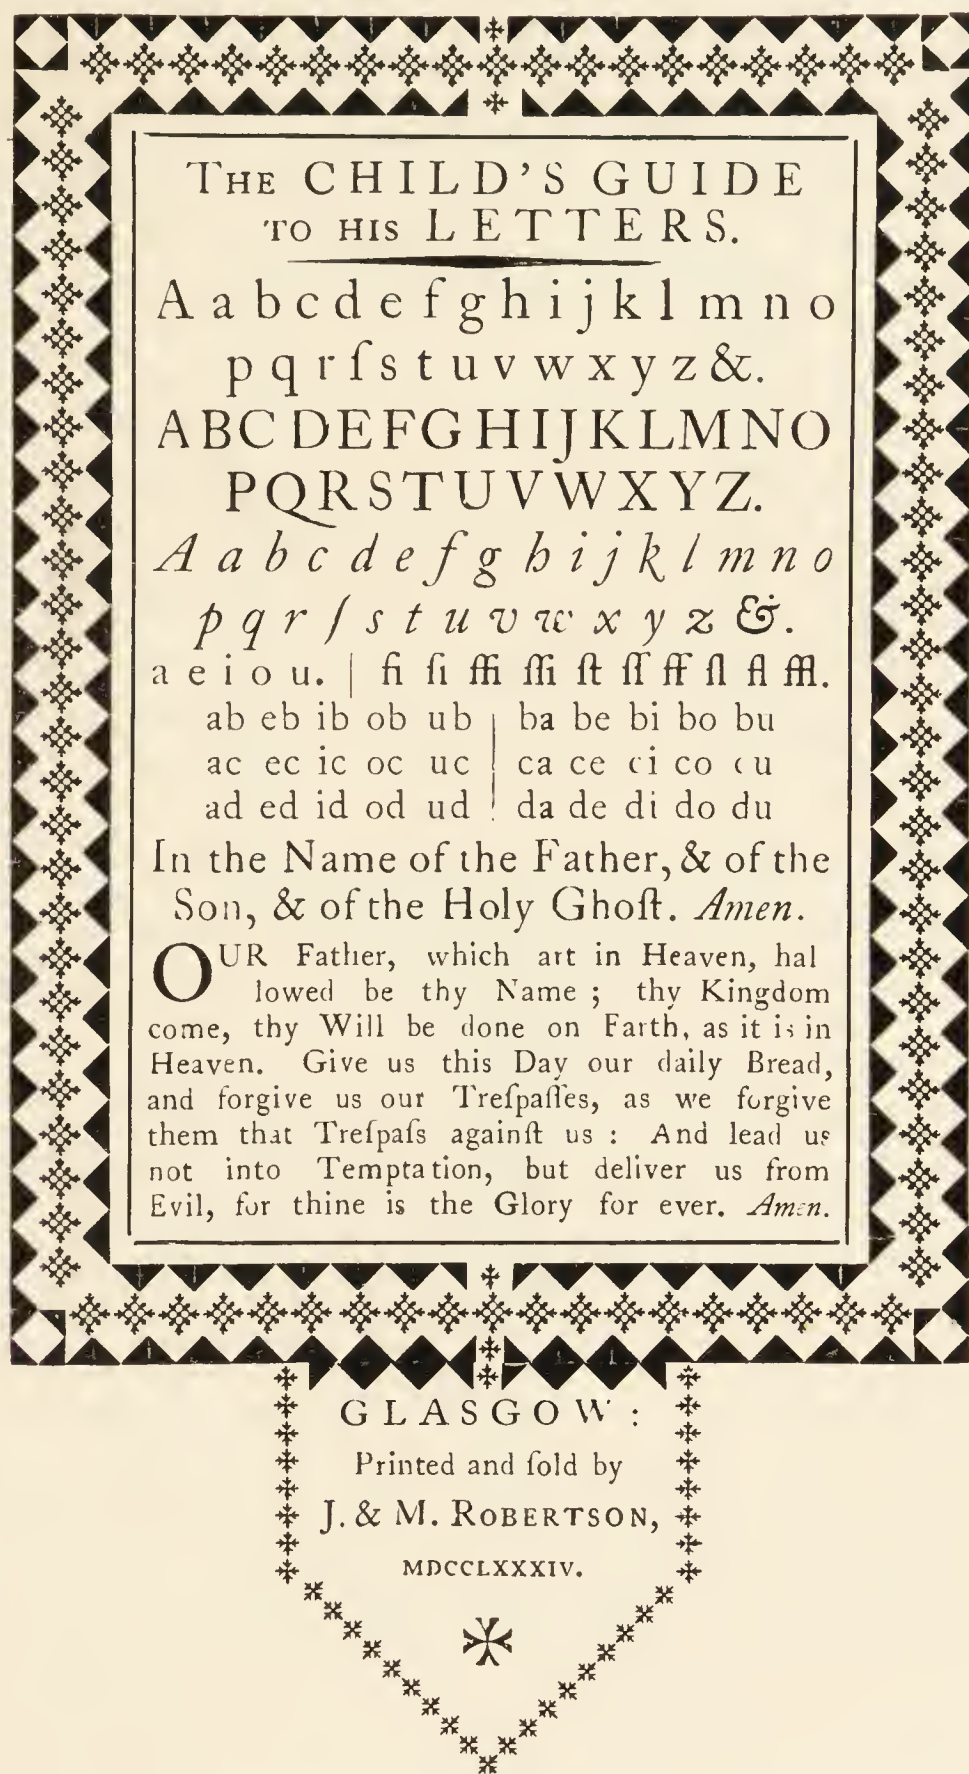 THE CHILD'S GUIDE
TO HIS LETTERS.
A a b c d e f g h i j k l m n o
p q r ſ s t u v w x y z &.
A B C D E F G H I J K L M N O
P Q R S T U V W X Y Z.
A a b c d e f g h i j k l m n o
p q r ſ s t u v w x y z &.
a e i o u. | fi ſi ffi ſſi ſt ſſ ff ſl fl ffl.
ab eb ib ob ub | ba be bi bo bu
ac ec ic oc uc | ca ce ci co cu
ad ed id od ud | da de di do du
In the Name of the Father, & of the
Son, & of the Holy Ghoſt. Amen.
OUR Father, which art in Heaven, hal
lowed be thy Name ; thy Kingdom
come, thy Will be done on Earth, as it is in
Heaven. Give us this Day our daily Bread,
and forgive us our Treſpaſſes, as we forgive
them that Treſpaſs againſt us : And lead us
not into Temptation, but deliver us from
Evil, for thine is the Glory for ever. Amen.
GLASGOW :
Printed and ſold by
J. & M. ROBERTSON,
MDCCLXXXIV.